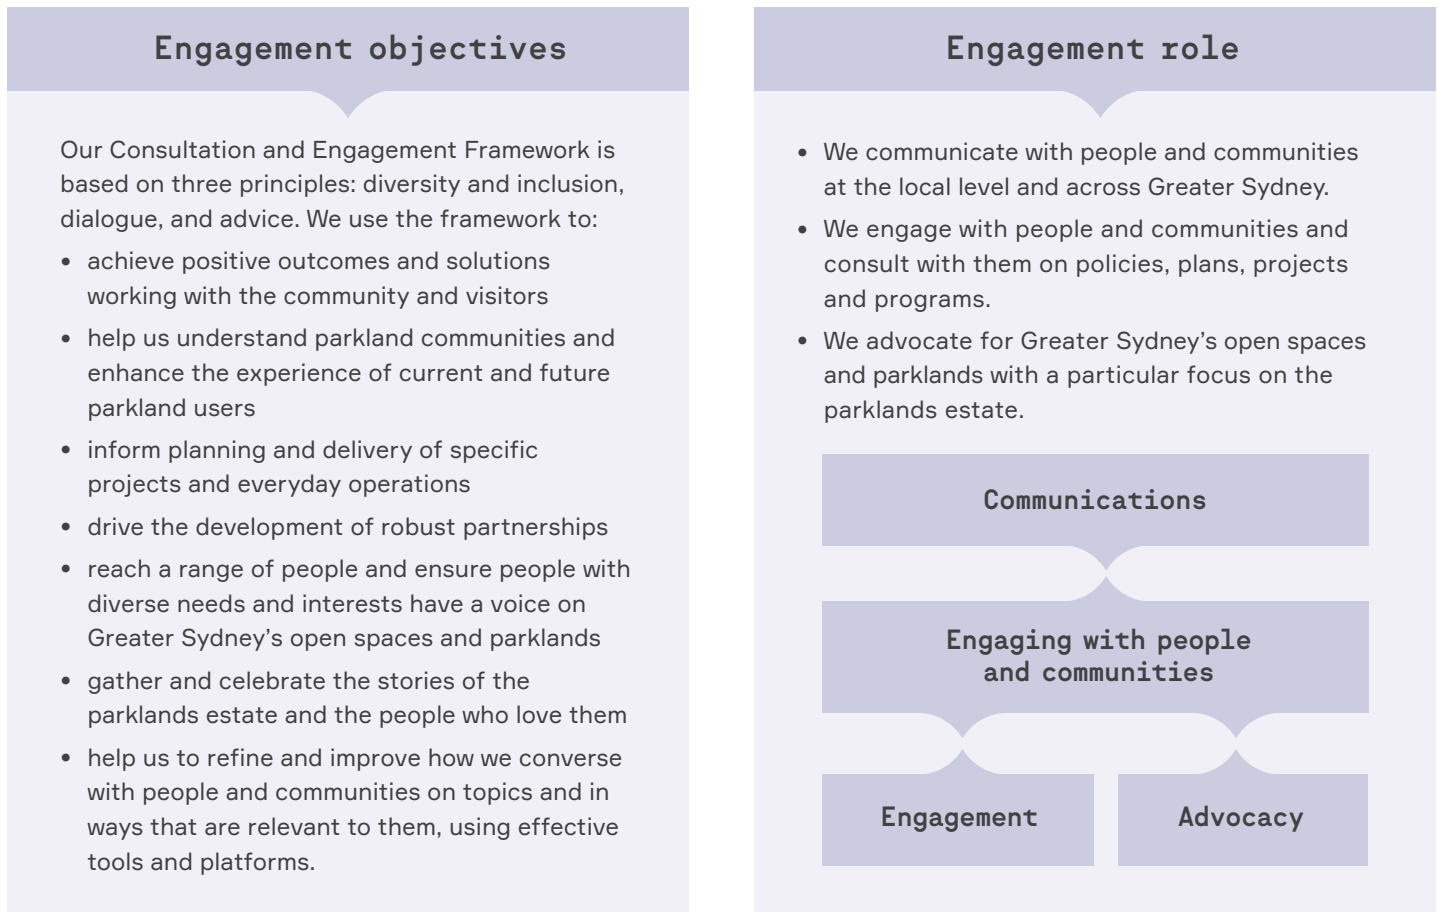 Engagement objectives
Our Consultation and Engagement Framework is
based on three principles: diversity and inclusion,
dialogue, and advice. We use the framework to:
• achieve positive outcomes and solutions
working with the community and visitors
• help us understand parkland communities and
enhance the experience of current and future
parkland users
• inform planning and delivery of specific
projects and everyday operations
• drive the development of robust partnerships
• reach a range of people and ensure people with
diverse needs and interests have a voice on
Greater Sydney’s open spaces and parklands
• gather and celebrate the stories of the
parklands estate and the people who love them
• help us to refine and improve how we converse
with people and communities on topics and in
ways that are relevant to them, using effective
tools and platforms.
Engagement role
• We communicate with people and communities
at the local level and across Greater Sydney.
• We engage with people and communities and
consult with them on policies, plans, projects
and programs.
• We advocate for Greater Sydney’s open spaces
and parklands with a particular focus on the
parklands estate.
Communications
Engaging with people
and communities
Engagement
Advocacy